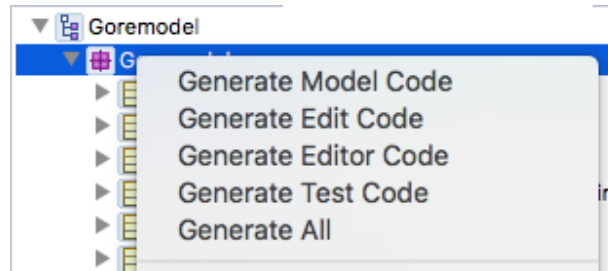 Goremodel
Generate Model Code
Generate Edit Code
Generate Editor Code
Generate Test Code
Generate All